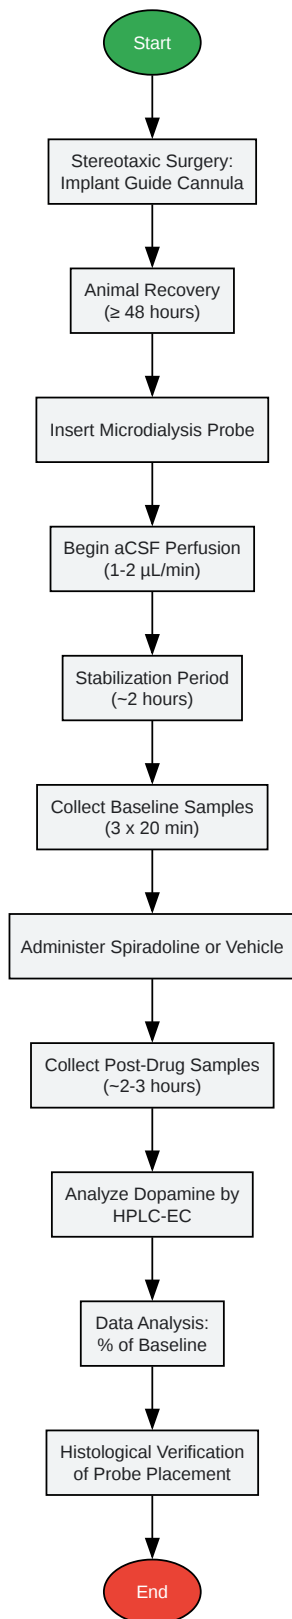 Start
Stereotaxic Surgery:
Implant Guide Cannula
Animal Recovery
(≥ 48 hours)
Insert Microdialysis Probe
Begin aCSF Perfusion
(1-2 µL/min)
Stabilization Period
(~2 hours)
Collect Baseline Samples
(3 x 20 min)
Administer Spiradoline or Vehicle
Collect Post-Drug Samples
(~2-3 hours)
Analyze Dopamine by
HPLC-EC
Data Analysis:
% of Baseline
Histological Verification
of Probe Placement
End